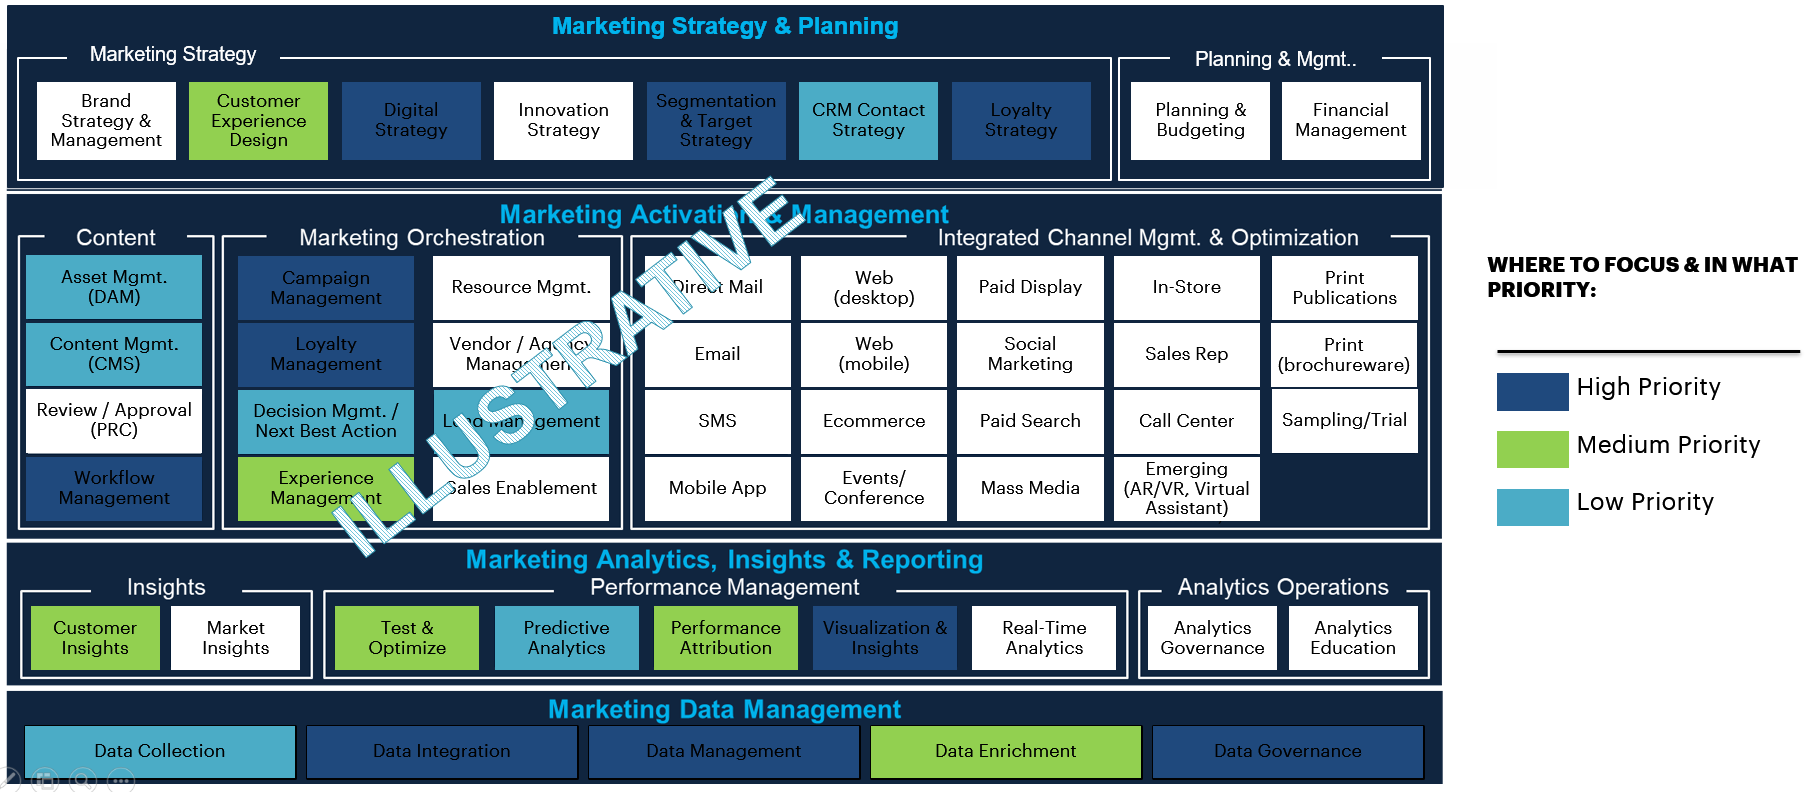 Marketing Strategy & Planning
Marketing Strategy
Planning & Mgmt..
Brand
Strategy &
Management
Customer
Experience
Design
Digital
Strategy
Innovation
Strategy
Segmentation
& Target
Strategy
CRM Contact
Strategy
Loyalty
Strategy
Planning &
Budgeting
Financial
Management
Marketing Activation & Management
Content
Marketing Orchestration
Integrated Channel Mgmt. & Optimization
Asset Mgmt.
(DAM)
Content Mgmt.
(CMS)
Review / Approval
(PRC)
Workflow
Management
Campaign
Management
Loyalty
Management
Decision Mgmt. /
Next Best Action
Experience
Management
Resource Mgmt.
Vendor / Agency
Management
Lead Management
Sales Enablement
Direct Mail
Email
SMS
Mobile App
Web
(desktop)
Web
(mobile)
Ecommerce
Events/
Conference
Paid Display
Social
Marketing
Paid Search
Mass Media
In-Store
Sales Rep
Call Center
Emerging
(AR/VR, Virtual
Assistant)
Print
Publications
Print
(brochureware)
Sampling/Trial
ILLUSTRATIVE
Marketing Analytics, Insights & Reporting
Insights
Performance Management
Analytics Operations
Customer
Insights
Market
Insights
Test &
Optimize
Predictive
Analytics
Performance
Attribution
Visualization &
Insights
Real-Time
Analytics
Analytics
Governance
Analytics
Education
Marketing Data Management
Data Collection
Data Integration
Data Management
Data Enrichment
Data Governance
WHERE TO FOCUS & IN WHAT
PRIORITY:
High Priority
Medium Priority
Low Priority